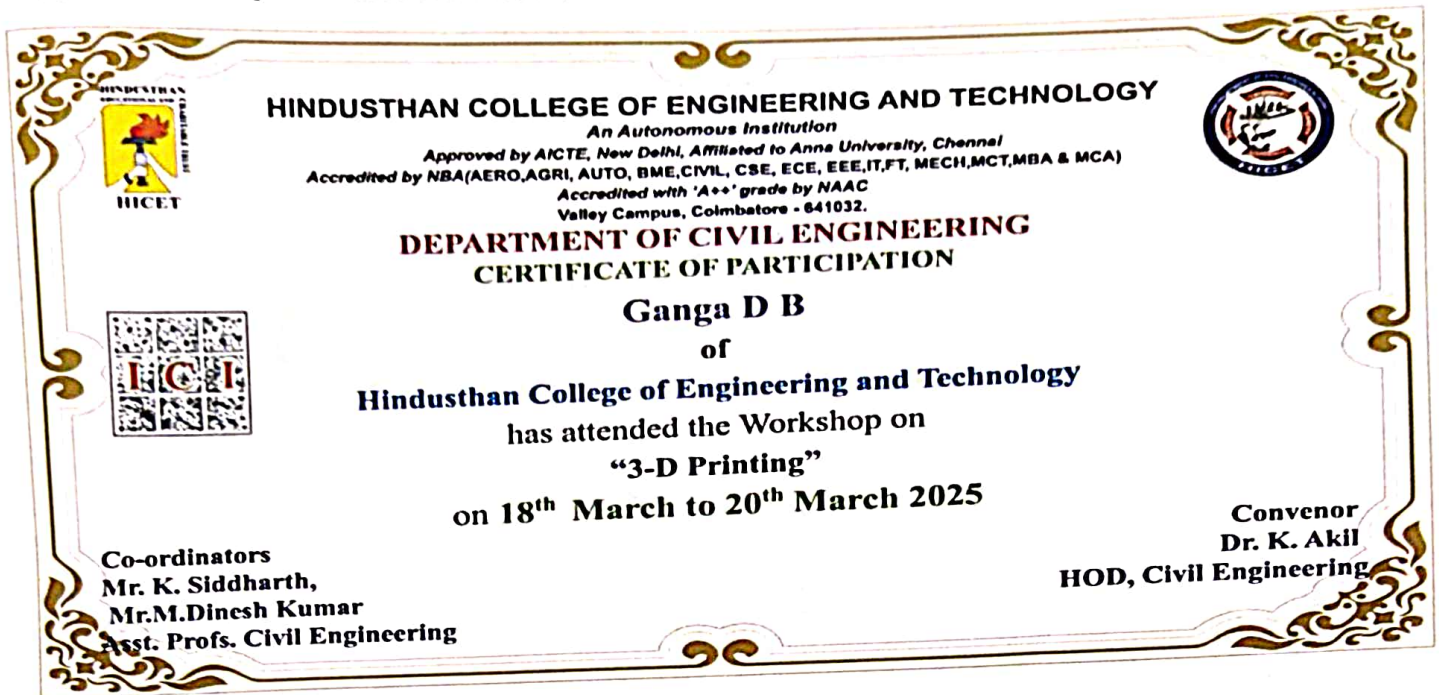 HINDUSTHAN
HICET
HINDUSTHAN COLLEGE OF ENGINEERING AND TECHNOLOGY
An Autonomous Institution
Approved by AICTE, New Delhi, Affiliated to Anna University, Chennai
Accredited by NBA(AERO,AGRI, AUTO, BME,CIVIL, CSE, ECE, EEE,IT,FT, MECH,MCT,MBA & MCA)
Accredited with 'A++' grade by NAAC
Valley Campus, Coimbatore - 641032.
DEPARTMENT OF CIVIL ENGINEERING
CERTIFICATE OF PARTICIPATION
Ganga D B
of
Hindusthan College of Engineering and Technology
has attended the Workshop on
“3-D Printing”
on 18th March to 20th March 2025
ICI
Co-ordinators
Mr. K. Siddharth,
Mr.M.Dinesh Kumar
Asst. Profs. Civil Engineering
Convenor
Dr. K. Akil
HOD, Civil Engineering